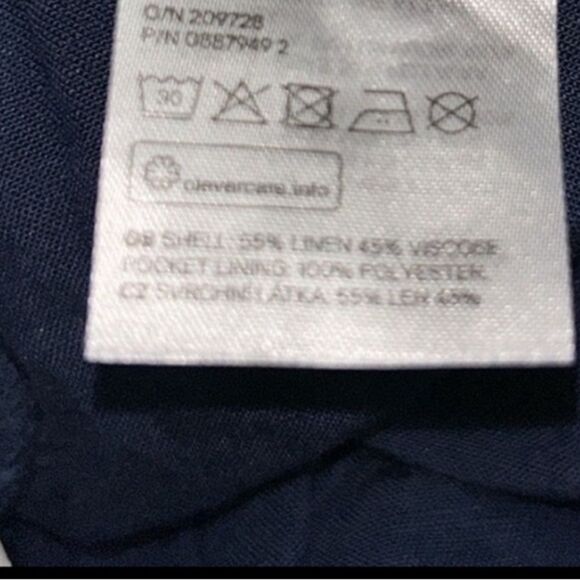 O/N 209728
P/N 0887949 2
30
clevercare.info
GB SHELL: 55% LINEN 45% VISCOSE
POCKET LINING: 100% POLYESTER
CZ SVRCHNÍ LÁTKA: 55% LEN 45%